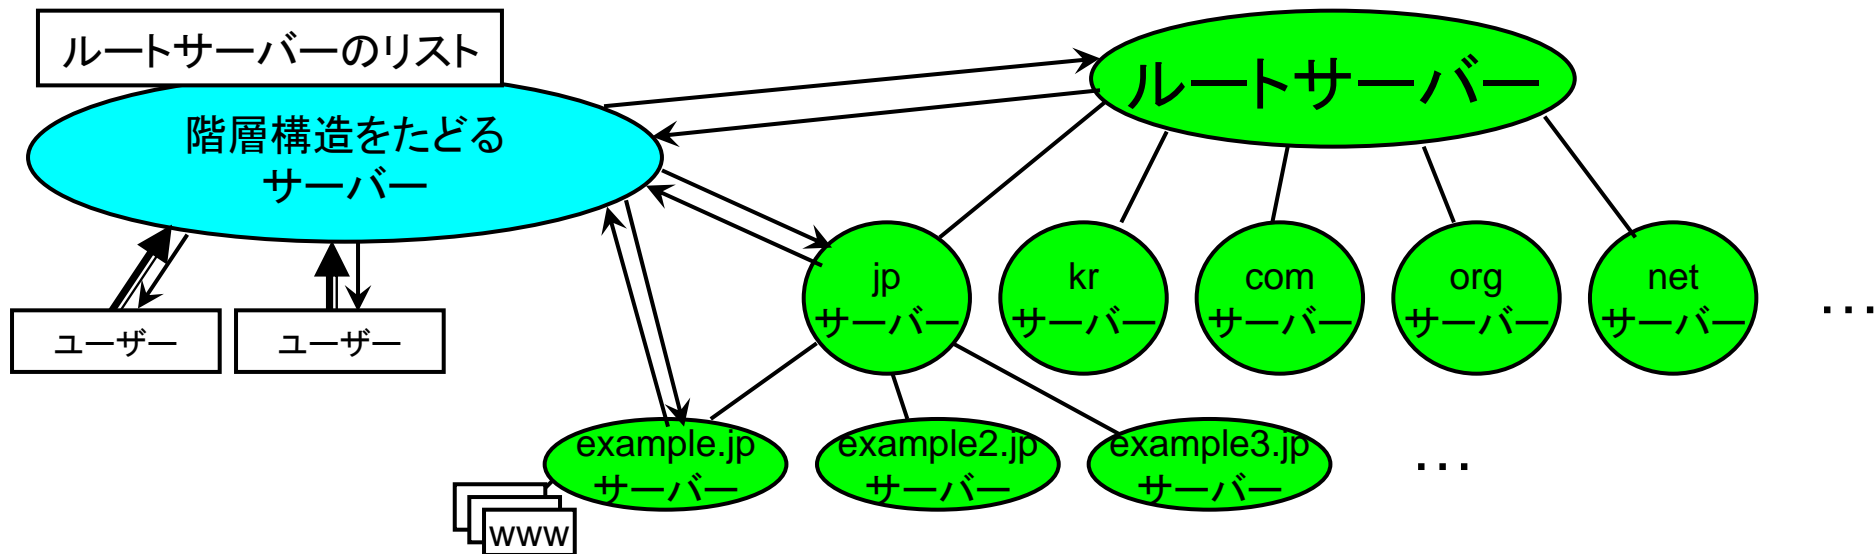 ルートサーバーのリスト
ルートサーバー
階層構造をたどる
サーバー
ユーザー
ユーザー
jp
サーバー
kr
サーバー
com
サーバー
org
サーバー
net
サーバー
…
example.jp
サーバー
example2.jp
サーバー
example3.jp
サーバー
…
www